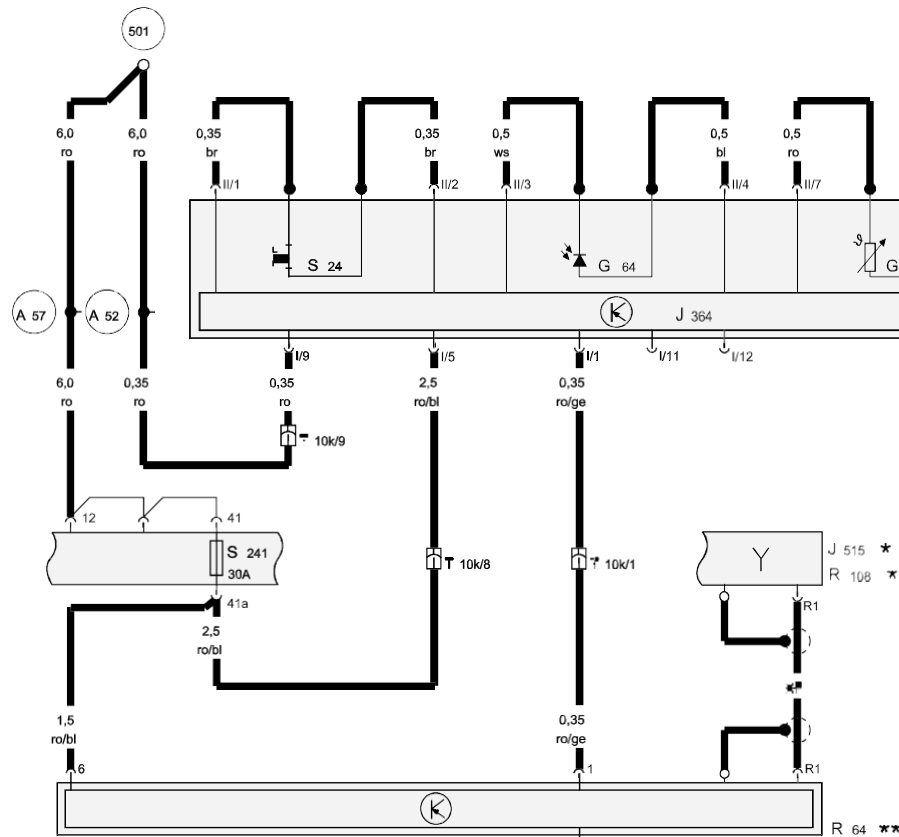 501
6,0 6,0 0,35 0,35 0,5 0,5 0,5
ro ro br br ws bl ro
II/1 II/2 II/3 II/4 II/7
S 24 G 64 G
A 57 A 52
J 364
I/9 I/5 I/1 I/11 I/12
6,0 0,35 0,35 2,5 0,35
ro ro ro ro/bl ro/ge
T 10k/9
12 41
S 241
30A
T 10k/8 T 10k/1
Y
J 515 *
R 108 *
41a R1
2,5
ro/bl
1,5 0,35
ro/bl ro/ge
6 1 R1
R 64 **